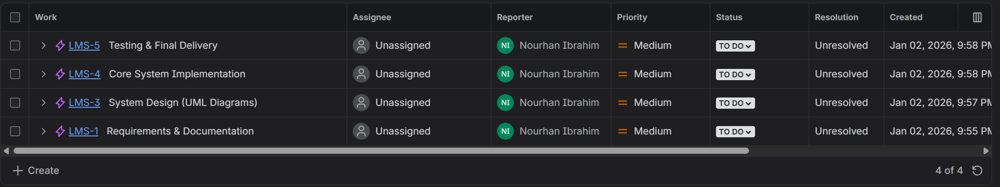 Work Assignee Reporter Priority Status Resolution Created
LMS-5 Testing & Final Delivery Unassigned NI Nourhan Ibrahim Medium TO DO Unresolved Jan 02, 2026, 9:58 PM
LMS-4 Core System Implementation Unassigned NI Nourhan Ibrahim Medium TO DO Unresolved Jan 02, 2026, 9:58 PM
LMS-3 System Design (UML Diagrams) Unassigned NI Nourhan Ibrahim Medium TO DO Unresolved Jan 02, 2026, 9:57 PM
LMS-1 Requirements & Documentation Unassigned NI Nourhan Ibrahim Medium TO DO Unresolved Jan 02, 2026, 9:55 PM
Create 4 of 4